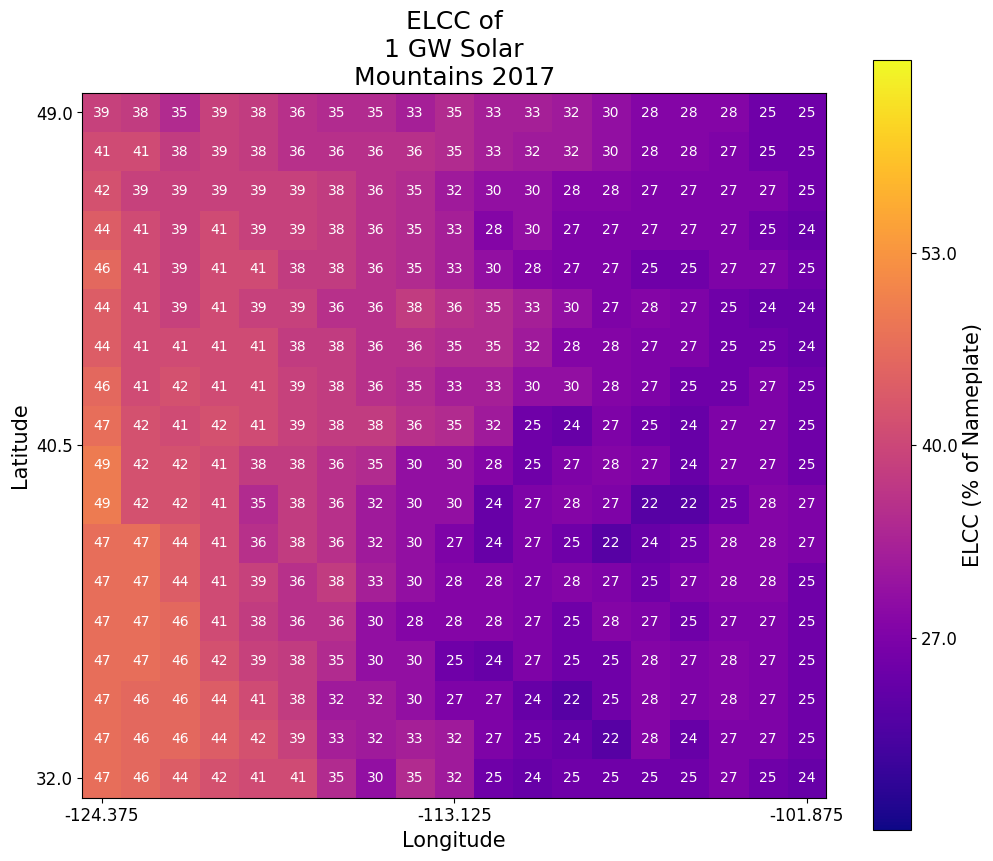 ELCC of
1 GW Solar
Mountains 2017
49.0 39 38 35 39 38 36 35 35 33 35 33 33 32 30 28 28 28 25 25
41 41 38 39 38 36 36 36 36 35 33 32 32 30 28 28 27 25 25
42 39 39 39 39 39 38 36 35 32 30 30 28 28 27 27 27 27 25
44 41 39 41 39 39 38 36 35 33 28 30 27 27 27 27 27 25 24
46 41 39 41 41 38 38 36 35 33 30 28 27 27 25 25 27 27 25
53.0
44 41 39 41 39 39 36 36 38 36 35 33 30 27 28 27 25 24 24
44 41 41 41 41 38 38 36 36 35 35 32 28 28 27 27 25 25 24
46 41 42 41 41 39 38 36 35 33 33 30 30 28 27 25 25 27 25
47 42 41 42 41 39 38 38 36 35 32 25 24 27 25 24 27 27 25
40.5
40.0
49 42 42 41 38 38 36 35 30 30 28 25 27 28 27 24 27 27 25
49 42 42 41 35 38 36 32 30 30 24 27 28 27 22 22 25 28 27
47 47 44 41 36 38 36 32 30 27 24 27 25 22 24 25 28 28 27
47 47 44 41 39 36 38 33 30 28 28 27 28 27 25 27 28 28 25
47 47 46 41 38 36 36 30 28 28 28 27 25 28 27 25 27 27 25
27.0
47 47 46 42 39 38 35 30 30 25 24 27 25 25 28 27 28 27 25
47 46 46 44 41 38 32 32 30 27 27 24 22 25 28 27 28 27 25
47 46 46 44 42 39 33 32 33 32 27 25 24 22 28 24 27 27 25
32.0 47 46 44 42 41 41 35 30 35 32 25 24 25 25 25 25 27 25 24
-124.375 -113.125 -101.875
Longitude
Latitude
ELCC (% of Nameplate)